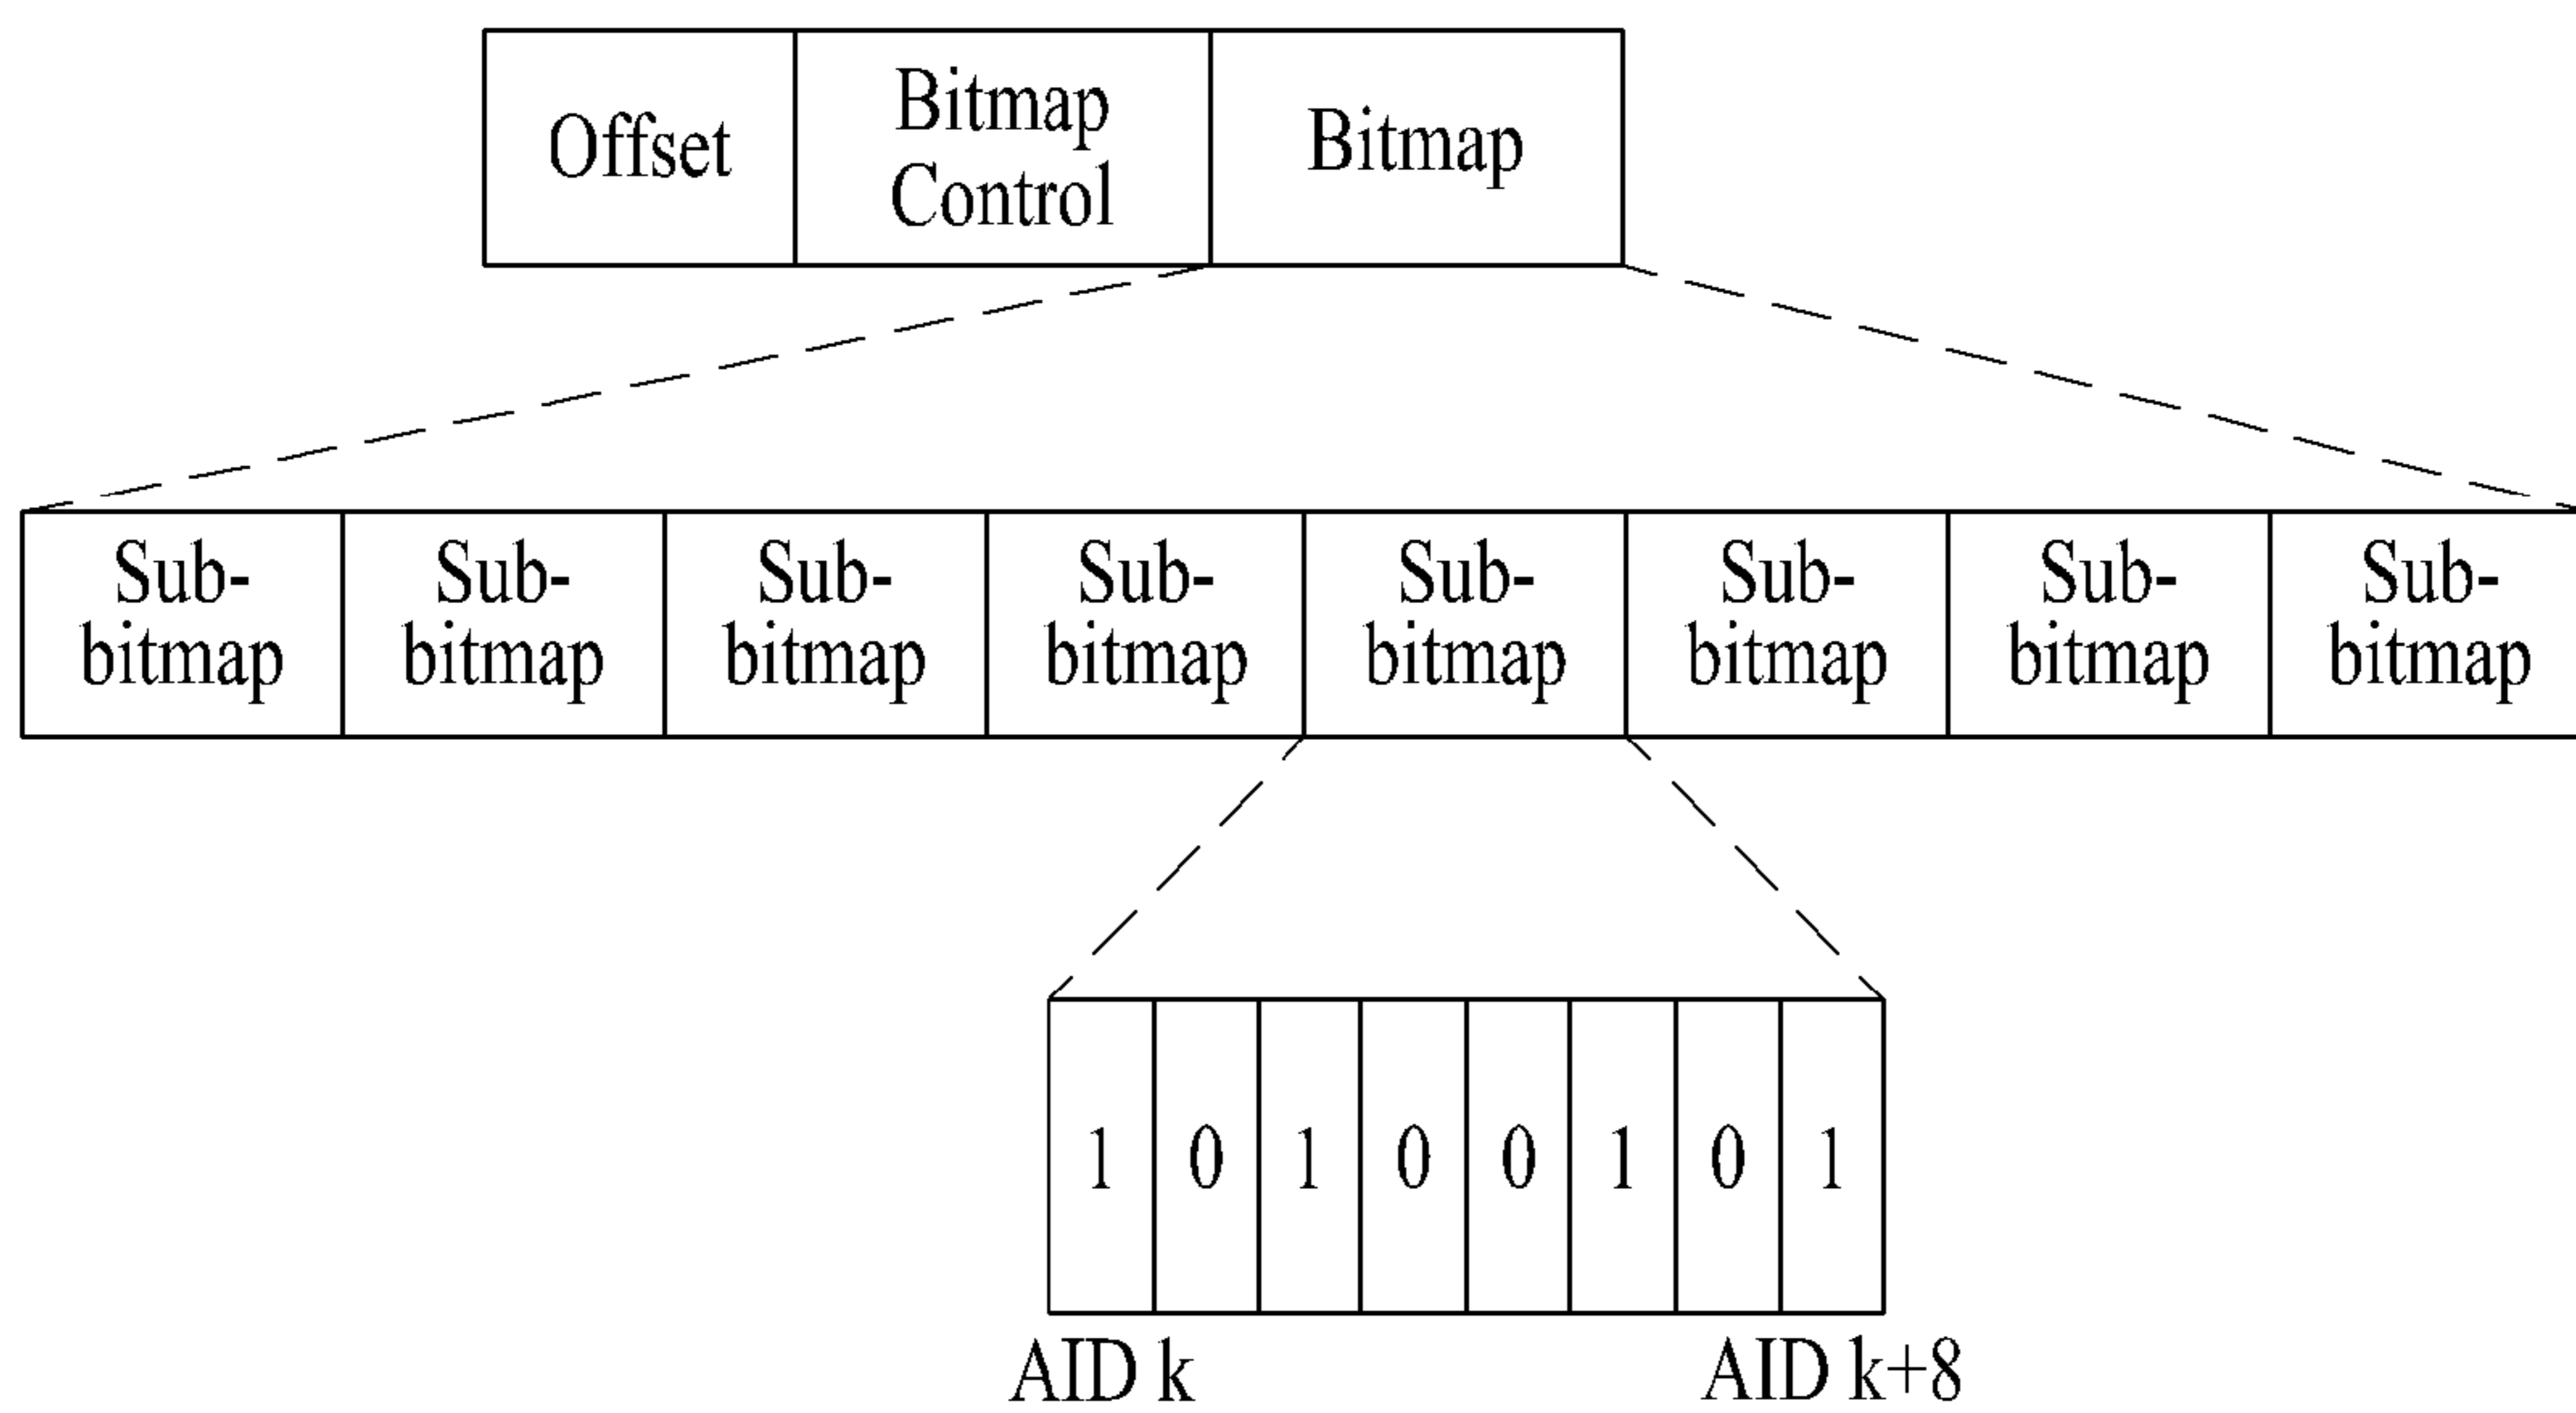 Offset
Bitmap
Control
Bitmap
Sub-
bitmap
Sub-
bitmap
Sub-
bitmap
Sub-
bitmap
Sub-
bitmap
Sub-
bitmap
Sub-
bitmap
Sub-
bitmap
1 0 1 0 0 1 0 1
AID k
AID k+8